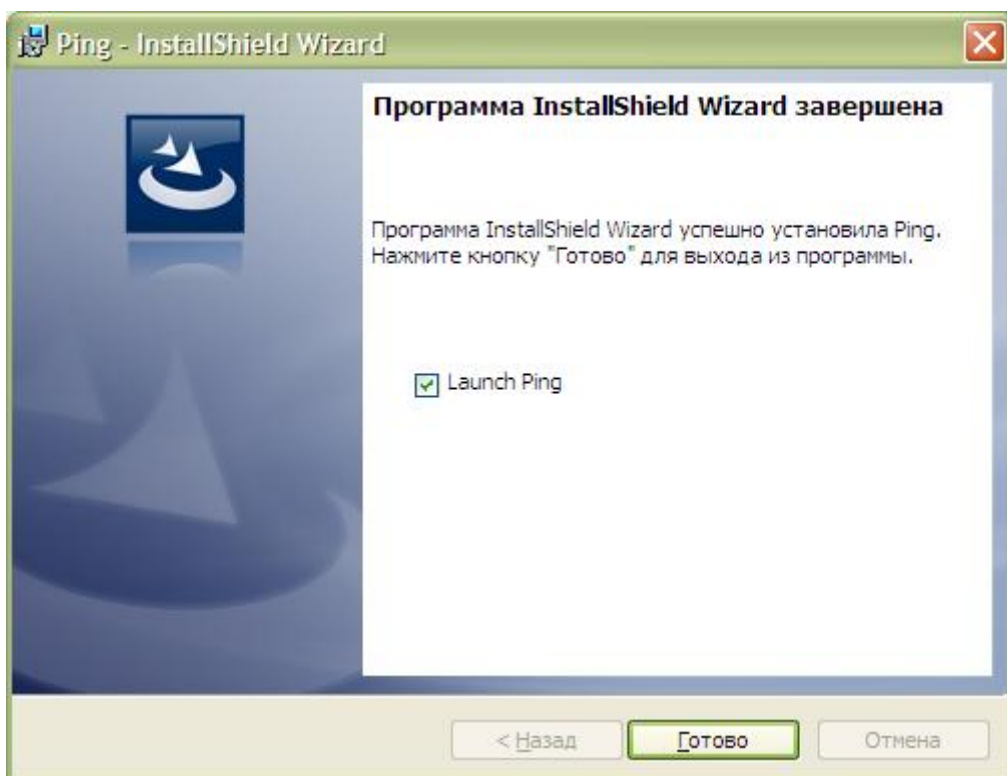 Ping - InstallShield Wizard
Программа InstallShield Wizard завершена
Программа InstallShield Wizard успешно установила Ping.
Нажмите кнопку "Готово" для выхода из программы.
Launch Ping
< Назад
Готово
Отмена